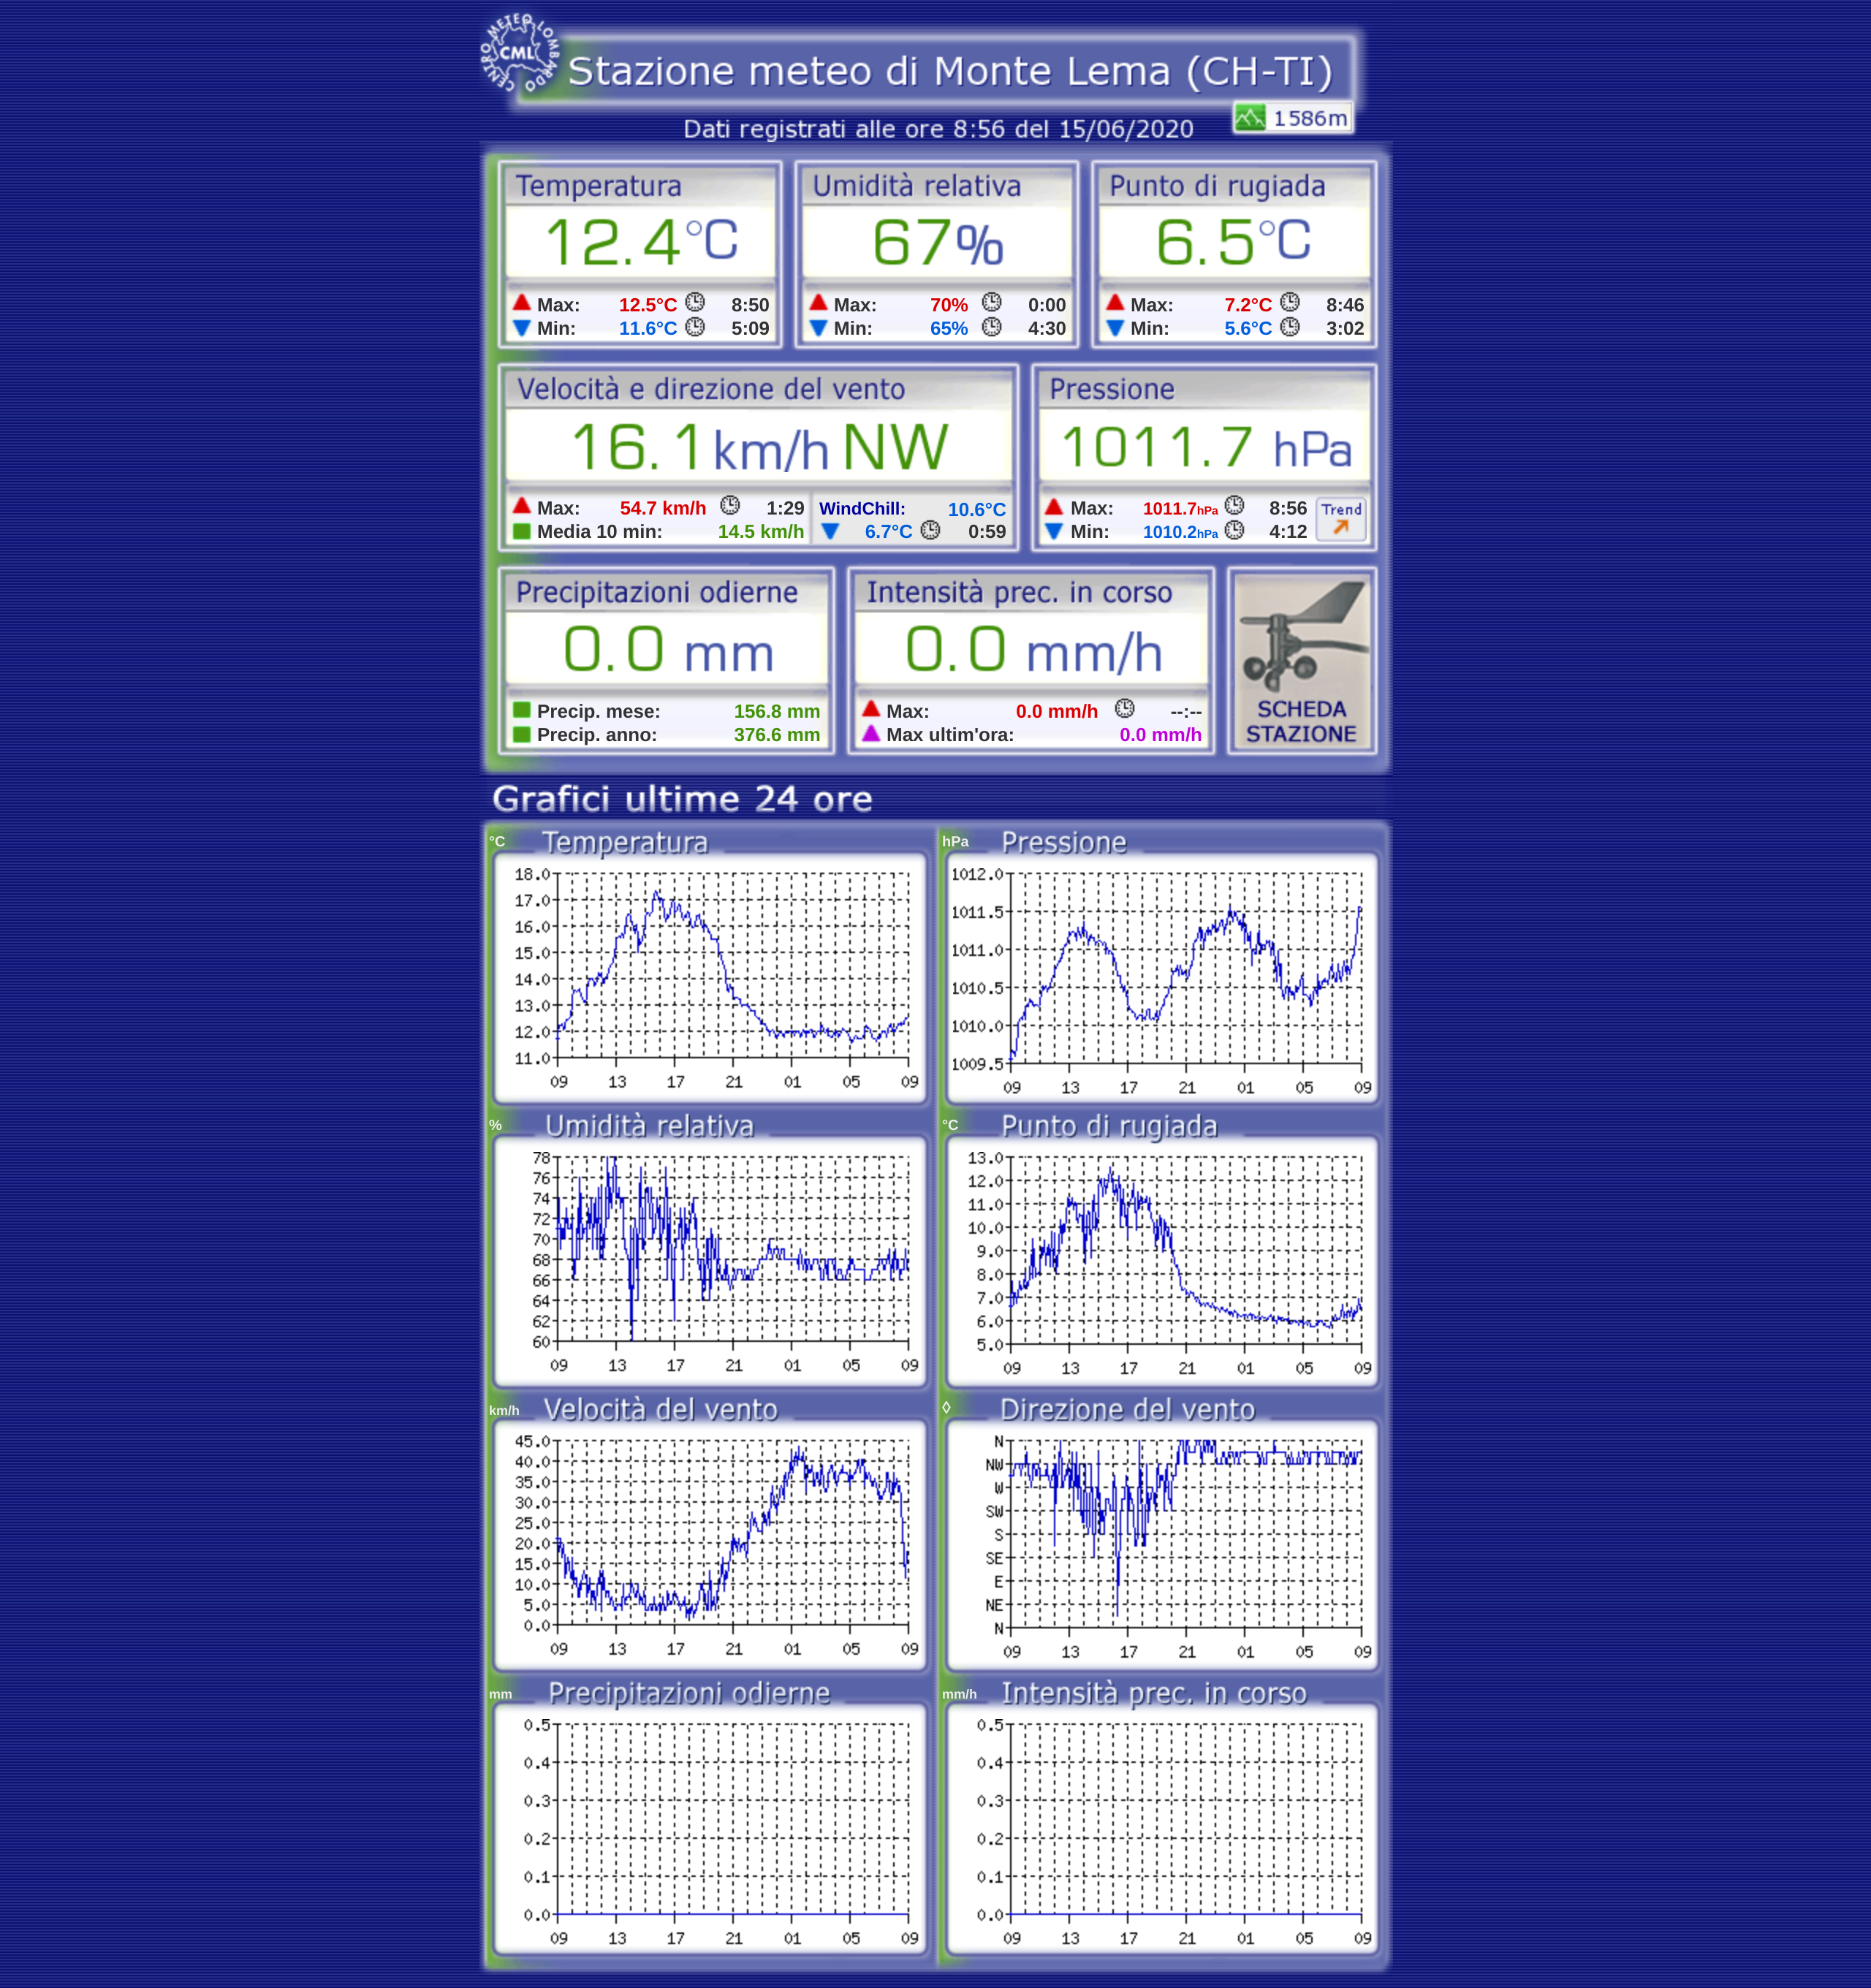 CENTRO METEO LOMBARDO
CML
Stazione meteo di Monte Lema (CH-TI)
1586m
Dati registrati alle ore 8:56 del 15/06/2020
Temperatura
12.4°C
Max: 12.5°C 8:50
Min: 11.6°C 5:09
Umidità relativa
67%
Max: 70% 0:00
Min: 65% 4:30
Punto di rugiada
6.5°C
Max: 7.2°C 8:46
Min: 5.6°C 3:02
Velocità e direzione del vento
16.1km/h NW
Max: 54.7 km/h 1:29
Media 10 min: 14.5 km/h
WindChill: 10.6°C
6.7°C 0:59
Pressione
1011.7 hPa
Max: 1011.7hPa 8:56
Min: 1010.2hPa 4:12
Trend
Precipitazioni odierne
0.0 mm
Precip. mese: 156.8 mm
Precip. anno: 376.6 mm
Intensità prec. in corso
0.0 mm/h
Max: 0.0 mm/h --:--
Max ultim'ora: 0.0 mm/h
SCHEDA
STAZIONE
Grafici ultime 24 ore
°C Temperatura
18.0
17.0
16.0
15.0
14.0
13.0
12.0
11.0
09 13 17 21 01 05 09
hPa Pressione
1012.0
1011.5
1011.0
1010.5
1010.0
1009.5
09 13 17 21 01 05 09
% Umidità relativa
78
76
74
72
70
68
66
64
62
60
09 13 17 21 01 05 09
°C Punto di rugiada
13.0
12.0
11.0
10.0
9.0
8.0
7.0
6.0
5.0
09 13 17 21 01 05 09
km/h Velocità del vento
45.0
40.0
35.0
30.0
25.0
20.0
15.0
10.0
5.0
0.0
09 13 17 21 01 05 09
◊ Direzione del vento
N
NW
W
SW
S
SE
E
NE
N
09 13 17 21 01 05 09
mm Precipitazioni odierne
0.5
0.4
0.3
0.2
0.1
0.0
09 13 17 21 01 05 09
mm/h Intensità prec. in corso
0.5
0.4
0.3
0.2
0.1
0.0
09 13 17 21 01 05 09